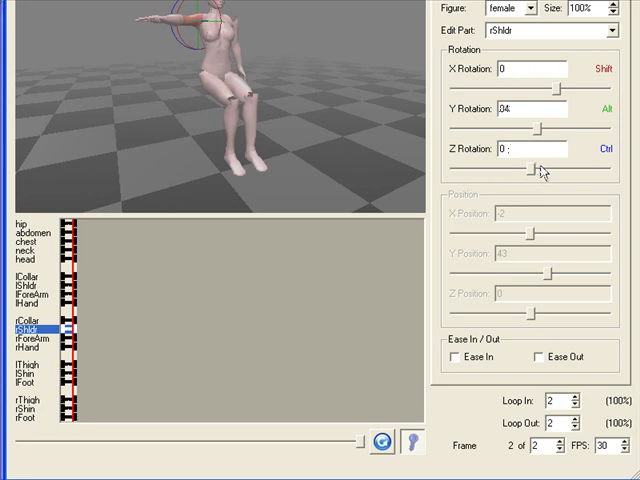 Figure: female Size: 100%
Edit Part: rShldr
Rotation
X Rotation: 0 Shift
Y Rotation: Alt
Z Rotation: 0 Ctrl
Position
X Position: -2
Y Position: 43
Z Position: 0
Ease In / Out
Ease In Ease Out
Loop In: 2 (100%)
Loop Out: 2 (100%)
Frame 2 of 2 FPS: 30
hip
abdomen
chest
neck
head
lCollar
lShldr
lForeArm
lHand
rCollar
rShldr
rForeArm
rHand
lThigh
lShin
lFoot
rThigh
rShin
rFoot